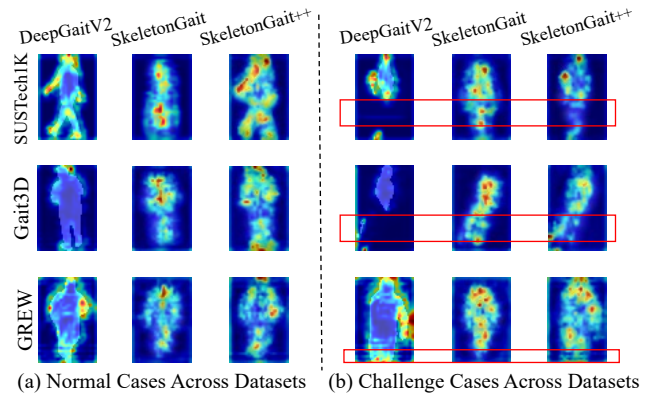 DeepGaitV2 SkeletonGait SkeletonGait++ DeepGaitV2 SkeletonGait SkeletonGait++
SUSTech1K
Gait3D
GREW
(a) Normal Cases Across Datasets (b) Challenge Cases Across Datasets